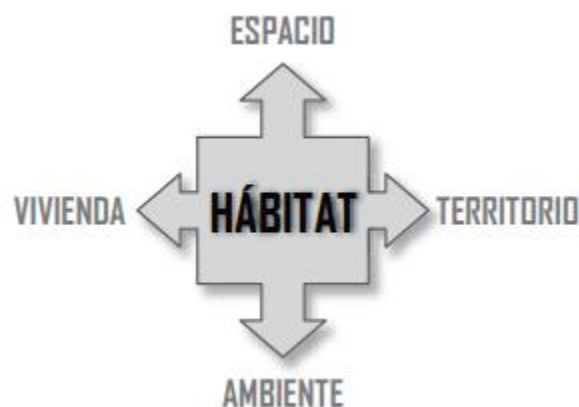 ESPACIO
VIVIENDA
HÁBITAT
TERRITORIO
AMBIENTE